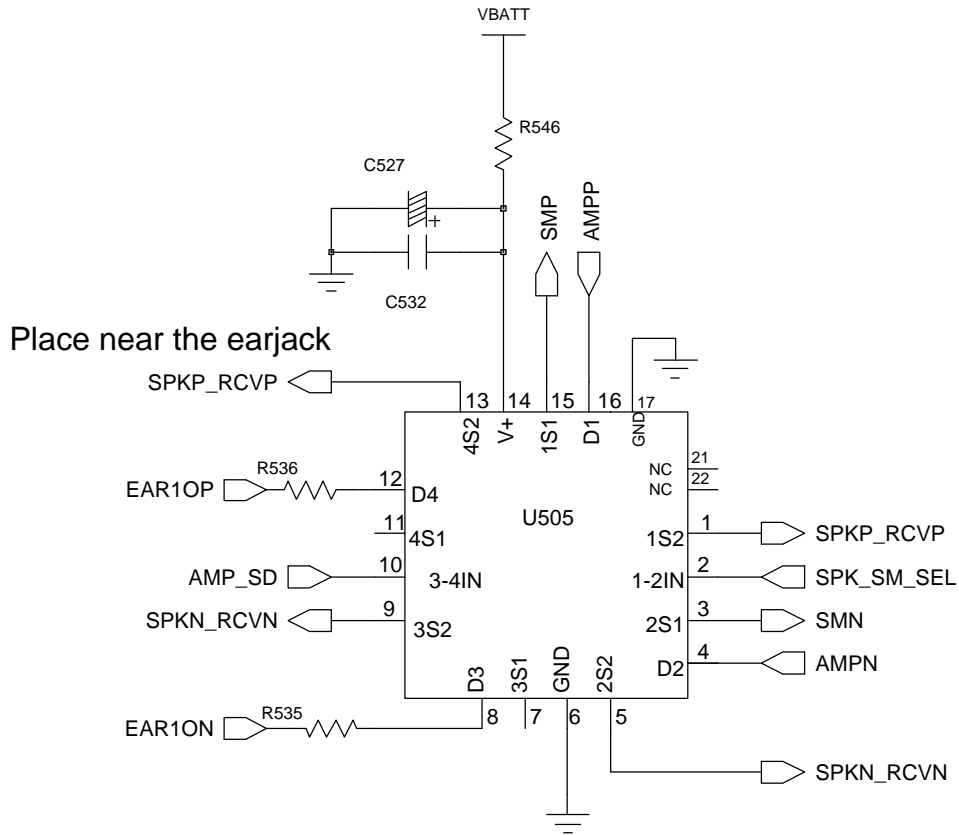 VBATT
R546
C527
SMP
AMPP
C532
Place near the earjack
SPKP_RCVP
13
14
15
16
17
4S2
V+
1S1
D1
GND
R536
EAR1OP
12
D4
NC
21
NC
22
U505
11
4S1
1S2
1
SPKP_RCVP
AMP_SD
10
3-4IN
1-2IN
2
SPK_SM_SEL
SPKN_RCVN
9
3S2
2S1
3
SMN
D2
4
AMPN
D3
3S1
GND
2S2
EAR1ON
R535
8
7
6
5
SPKN_RCVN